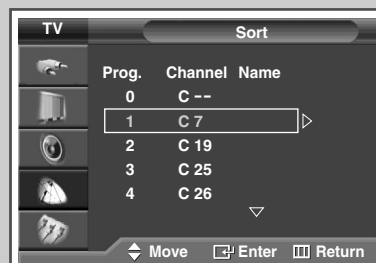 TV Sort
Prog. Channel Name
0 C --
1 C 7
2 C 19
3 C 25
4 C 26
Move Enter Return